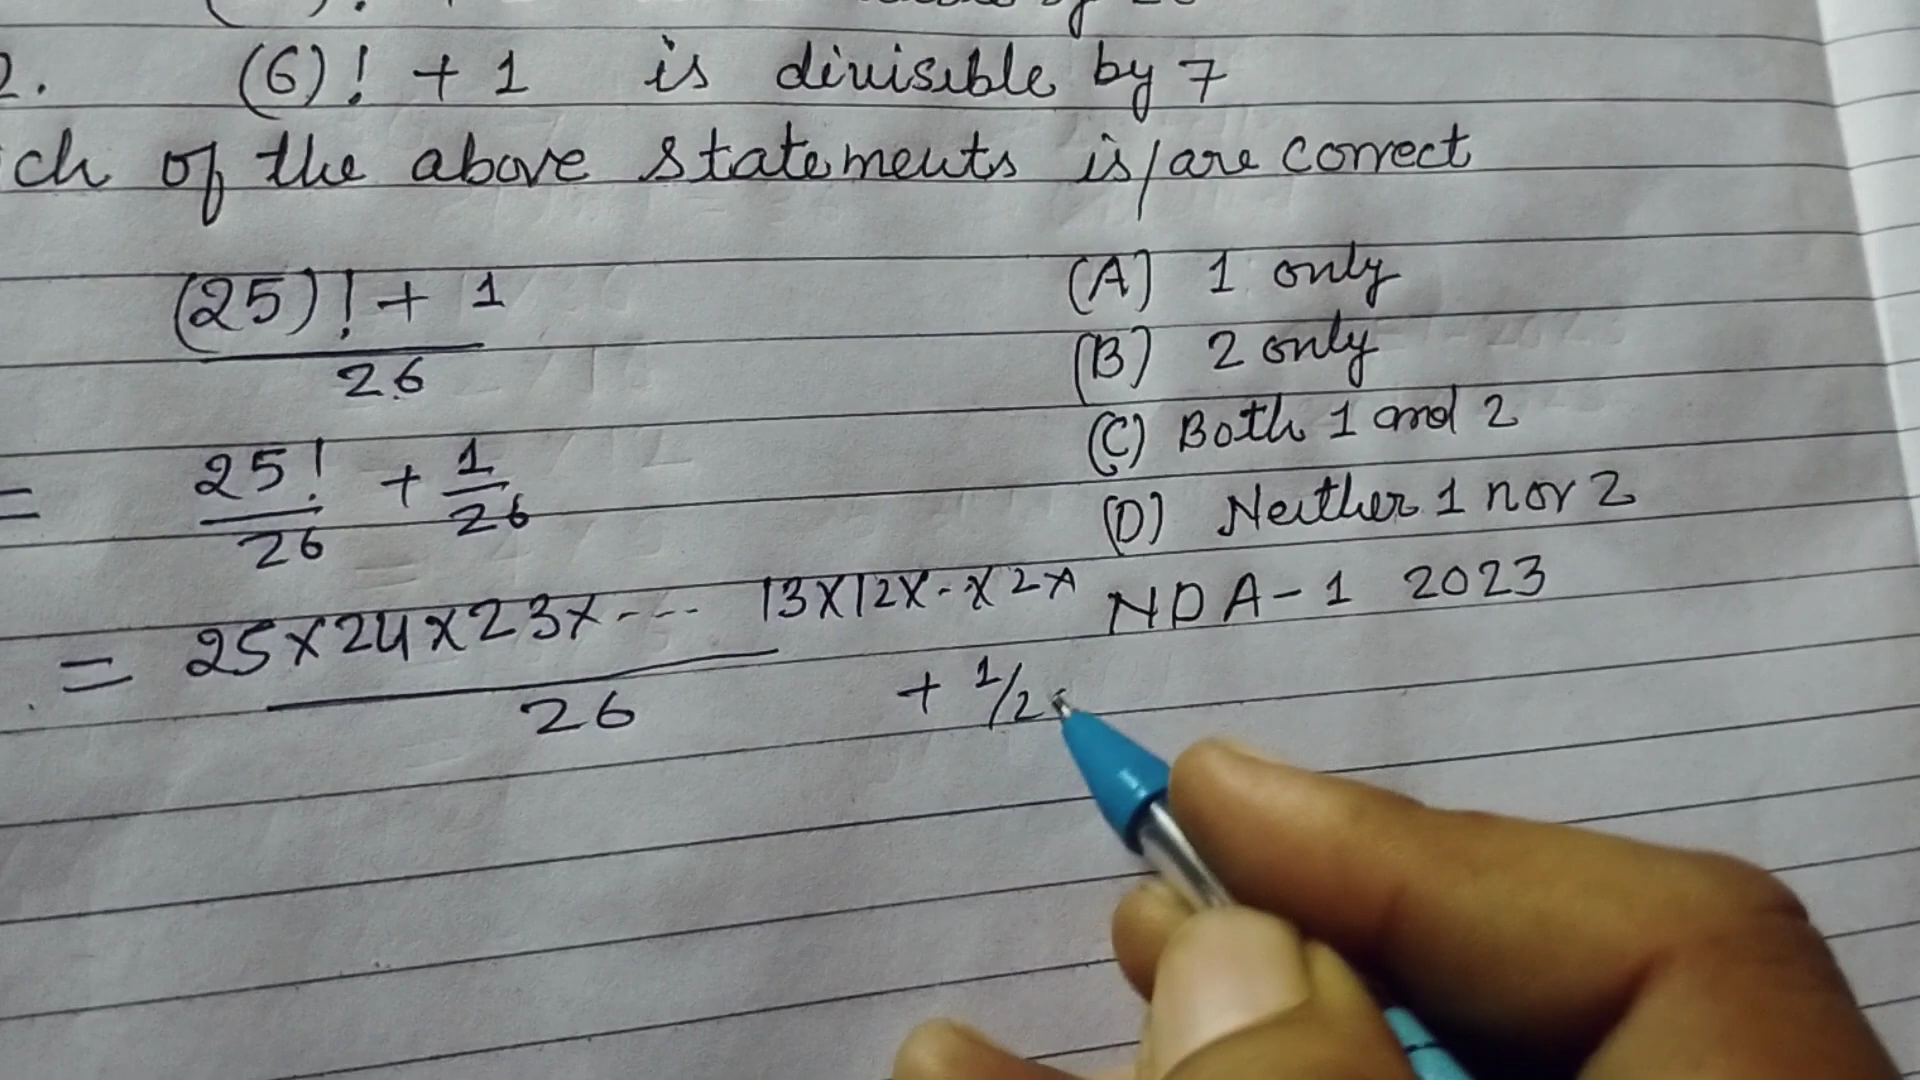 2. (6)! + 1 is divisible by 7
ch of the above statements is/are correct
(25)! + 1
26
(A) 1 only
(B) 2 only
= 25!/26 + 1/26
(C) Both 1 and 2
(D) Neither 1 nor 2
= 25×24×23×---- 13×12×-×2×
26
+ 1/2
NDA-1 2023